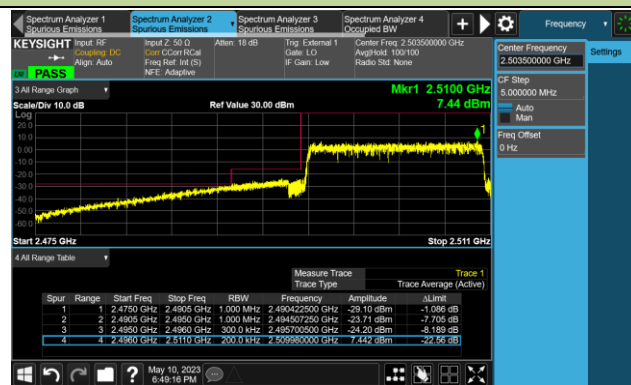 Spectrum Analyzer 1
Spurious Emissions
Spectrum Analyzer 2
Spurious Emissions
Spectrum Analyzer 3
Spurious Emissions
Spectrum Analyzer 4
Occupied BW
Frequency
KEYSIGHT
Input: RF
Coupling: DC
Align: Auto
Input Z: 50 Ω
Corr CCorr RCal
Freq Ref: Int (S)
NFE: Adaptive
Atten: 18 dB
Trig: External 1
Gate: LO
IF Gain: Low
Center Freq: 2.503500000 GHz
Avg|Hold: 100/100
Radio Std: None
PASS
Center Frequency
2.503500000 GHz
Settings
CF Step
5.000000 MHz
Auto
Man
Freq Offset
0 Hz
3 All Range Graph
Mkr1 2.5100 GHz
Scale/Div 10.0 dB
Ref Value 30.00 dBm
7.44 dBm
Log
20.0
10.0
0.00
-10.0
-20.0
-30.0
-40.0
-50.0
-60.0
1
Start 2.475 GHz
Stop 2.511 GHz
4 All Range Table
Measure Trace Trace 1
Trace Type Trace Average (Active)
Spur Range Start Freq Stop Freq RBW Frequency Amplitude ΔLimit
1 1 2.4750 GHz 2.4905 GHz 1.000 MHz 2.490422500 GHz -29.10 dBm -1.086 dB
2 2 2.4905 GHz 2.4950 GHz 1.000 MHz 2.494507250 GHz -23.71 dBm -7.705 dB
3 3 2.4950 GHz 2.4960 GHz 300.0 kHz 2.495700500 GHz -24.20 dBm -8.189 dB
4 4 2.4960 GHz 2.5110 GHz 200.0 kHz 2.509980000 GHz 7.442 dBm -22.56 dB
May 10, 2023
6:49:16 PM